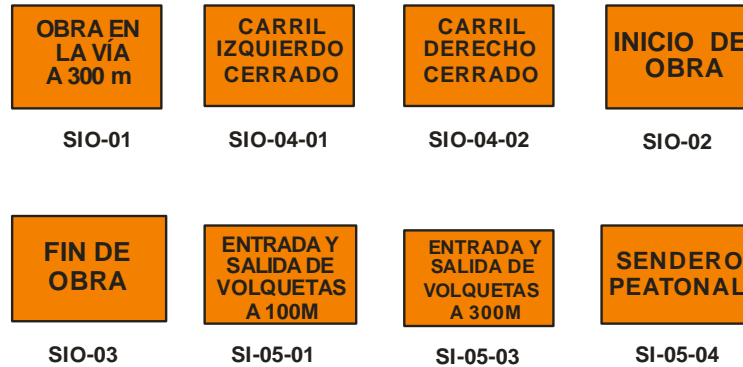 OBRA EN
LA VÍA
A 300 m
SIO-01
CARRIL
IZQUIERDO
CERRADO
SIO-04-01
CARRIL
DERECHO
CERRADO
SIO-04-02
INICIO DE
OBRA
SIO-02
FIN DE
OBRA
SIO-03
ENTRADA Y
SALIDA DE
VOLQUETAS
A 100M
SI-05-01
ENTRADA Y
SALIDA DE
VOLQUETAS
A 300M
SI-05-03
SENDERO
PEATONAL
SI-05-04